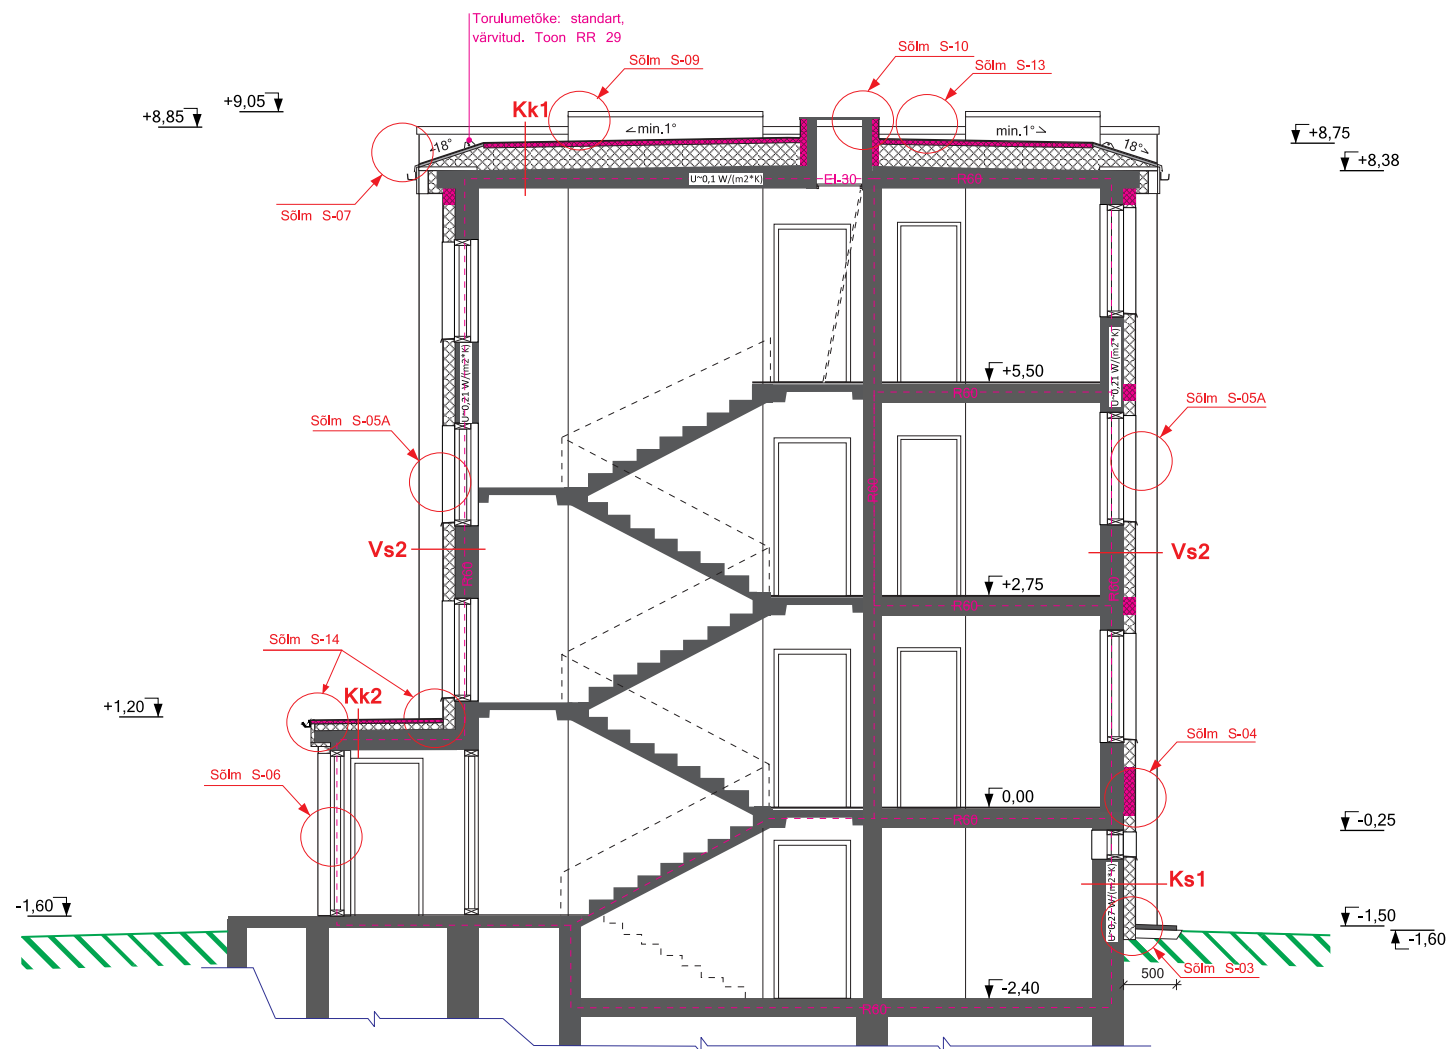 Torulumetõke: standart,
värvitud. Toon RR 29
Sõlm S-09
Sõlm S-10
Sõlm S-13
+9,05
+8,85
Kk1
min.1°
min.1°
+8,75
18°
18°
+8,38
U~0,1 W/(m2*K)
EI-30
R60
Sõlm S-07
U~0,21 W/(m2*K)
U~0,21 W/(m2*K)
+5,50
R60
Sõlm S-05A
Sõlm S-05A
R60
Vs2
Vs2
R60
R60
+2,75
R60
Sõlm S-14
Kk2
+1,20
Sõlm S-04
Sõlm S-06
0,00
R60
-0,25
Ks1
U~0,27 W/(m2*K)
-1,60
-1,50
-1,60
Sõlm S-03
500
-2,40
R60